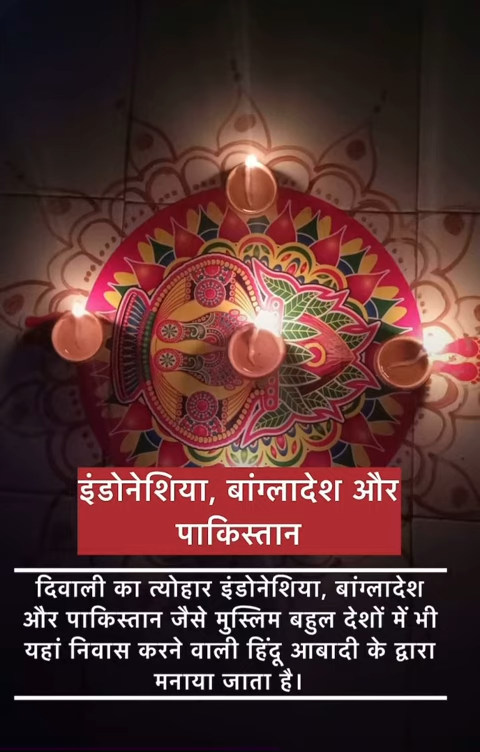 इंडोनेशिया, बांग्लादेश और
पाकिस्तान
दिवाली का त्योहार इंडोनेशिया, बांग्लादेश
और पाकिस्तान जैसे मुस्लिम बहुल देशों में भी
यहां निवास करने वाली हिंदू आबादी के द्वारा
मनाया जाता है।